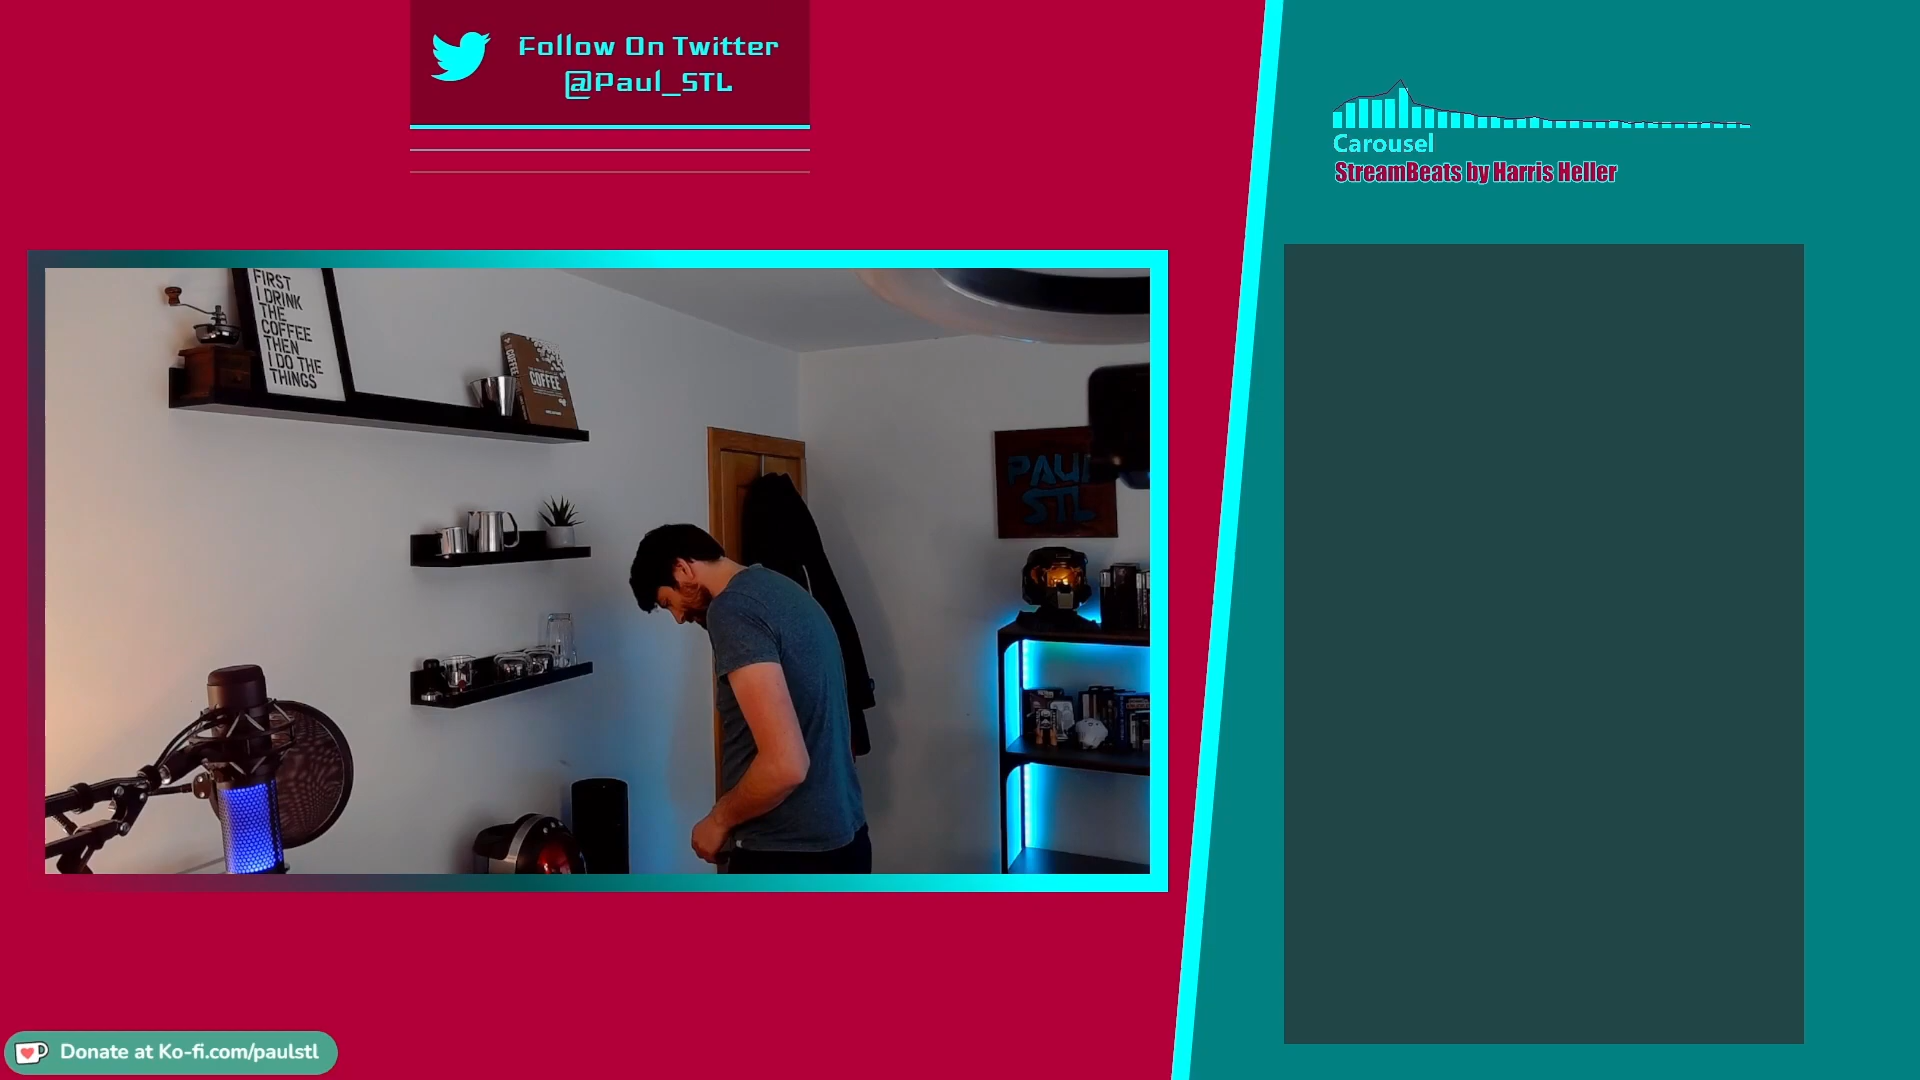 Follow On Twitter
@Paul_STL
Carousel
StreamBeats by Harris Heller
FIRST
I DRINK
THE
COFFEE
THEN
I DO THE
THINGS
COFFEE
COFFEE
PAUL
STL
Donate at Ko-fi.com/paulstl